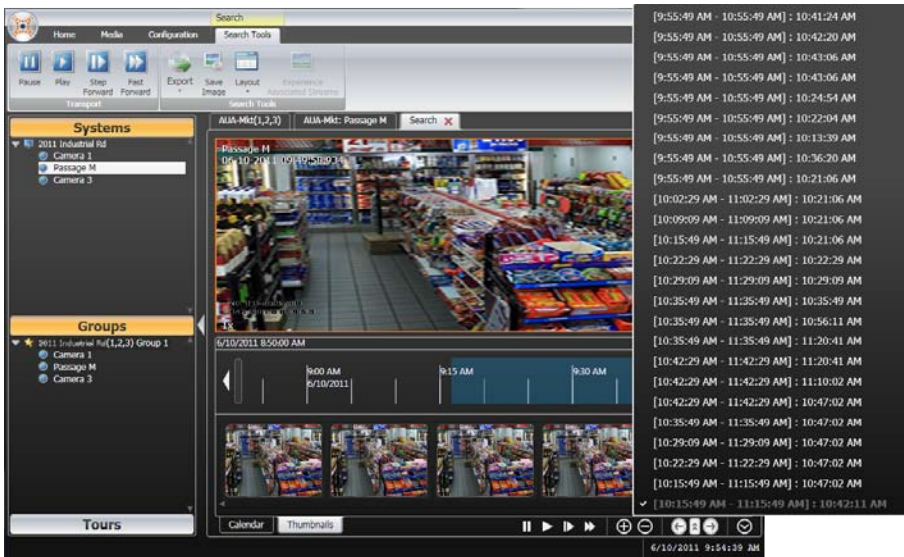 Search
Home Media Configuration Search Tools
Pause Play Step Forward Fast Forward Export Save Image Layout Experience Associated Streams
Transport Search Tools
Systems
2011 Industrial Rd
Camera 1
Passage M
Camera 3
Groups
2011 Industrial Rd(1,2,3) Group 1
Camera 1
Passage M
Camera 3
Tours
AUA-Mkt(1,2,3) AUA-Mkt: Passage M Search
Passage M
1x
6/10/2011 8:50:00 AM
9:00 AM 9:15 AM 9:30 AM
6/10/2011
Calendar Thumbnails
6/10/2011 9:54:39 AM
[9:55:49 AM - 10:55:49 AM] : 10:41:24 AM
[9:55:49 AM - 10:55:49 AM] : 10:42:20 AM
[9:55:49 AM - 10:55:49 AM] : 10:43:06 AM
[9:55:49 AM - 10:55:49 AM] : 10:43:06 AM
[9:55:49 AM - 10:55:49 AM] : 10:24:54 AM
[9:55:49 AM - 10:55:49 AM] : 10:22:04 AM
[9:55:49 AM - 10:55:49 AM] : 10:13:39 AM
[9:55:49 AM - 10:55:49 AM] : 10:36:20 AM
[9:55:49 AM - 10:55:49 AM] : 10:21:06 AM
[10:02:29 AM - 11:02:29 AM] : 10:21:06 AM
[10:09:09 AM - 11:09:09 AM] : 10:21:06 AM
[10:15:49 AM - 11:15:49 AM] : 10:21:06 AM
[10:22:29 AM - 11:22:29 AM] : 10:22:29 AM
[10:29:09 AM - 11:29:09 AM] : 10:29:09 AM
[10:35:49 AM - 11:35:49 AM] : 10:35:49 AM
[10:35:49 AM - 11:35:49 AM] : 10:56:11 AM
[10:35:49 AM - 11:35:49 AM] : 11:20:41 AM
[10:42:29 AM - 11:42:29 AM] : 11:20:41 AM
[10:42:29 AM - 11:42:29 AM] : 11:10:02 AM
[10:42:29 AM - 11:42:29 AM] : 10:47:02 AM
[10:35:49 AM - 11:35:49 AM] : 10:47:02 AM
[10:29:09 AM - 11:29:09 AM] : 10:47:02 AM
[10:22:29 AM - 11:22:29 AM] : 10:47:02 AM
[10:15:49 AM - 11:15:49 AM] : 10:47:02 AM
[10:15:49 AM - 11:15:49 AM] : 10:42:11 AM